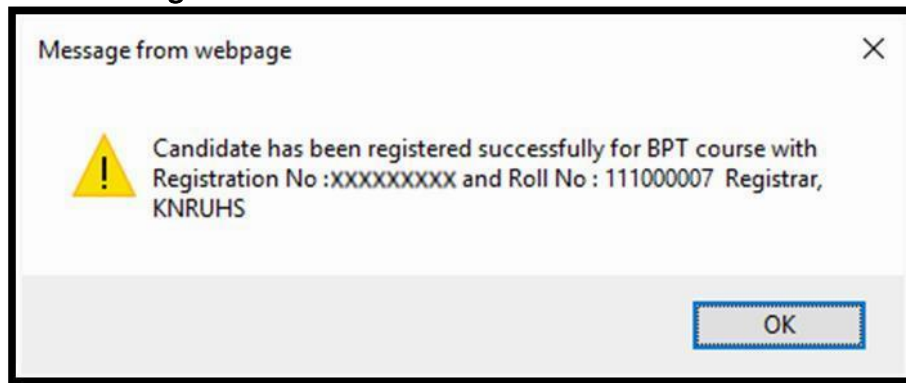 Message from webpage
Candidate has been registered successfully for BPT course with
Registration No :XXXXXXXXX and Roll No : 111000007 Registrar,
KNRUHS
OK